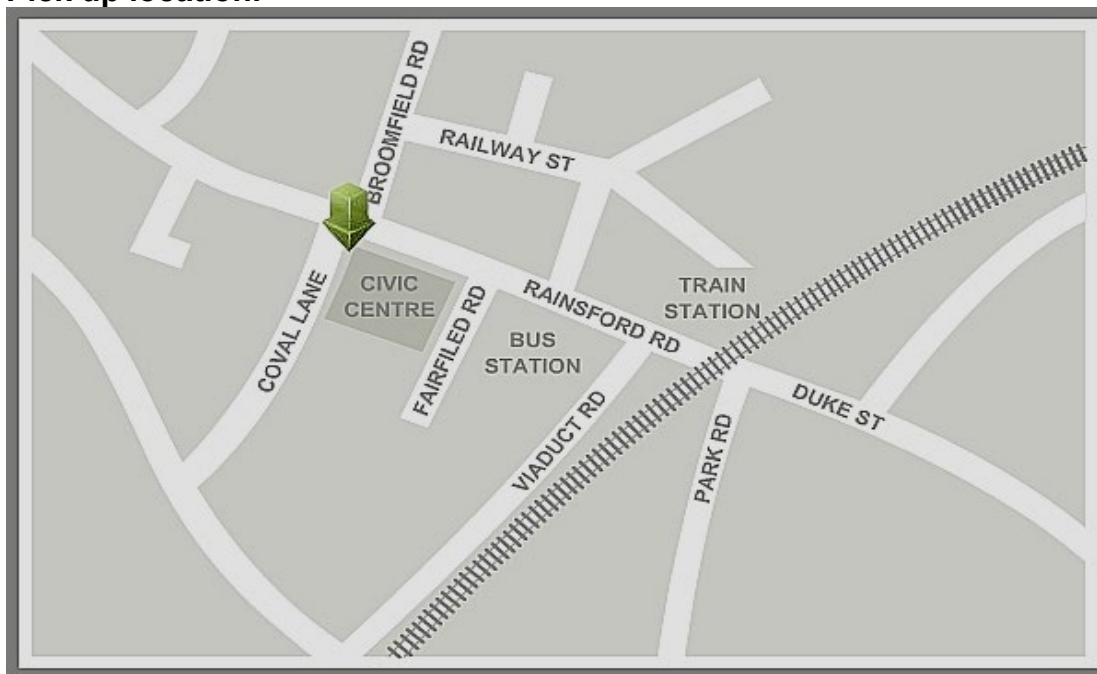 Pick up location:
BROOMFIELD RD
RAILWAY ST
CIVIC
CENTRE
COVAL LANE
FAIRFILED RD
RAINSFORD RD
TRAIN
STATION
BUS
STATION
VIADUCT RD
PARK RD
DUKE ST